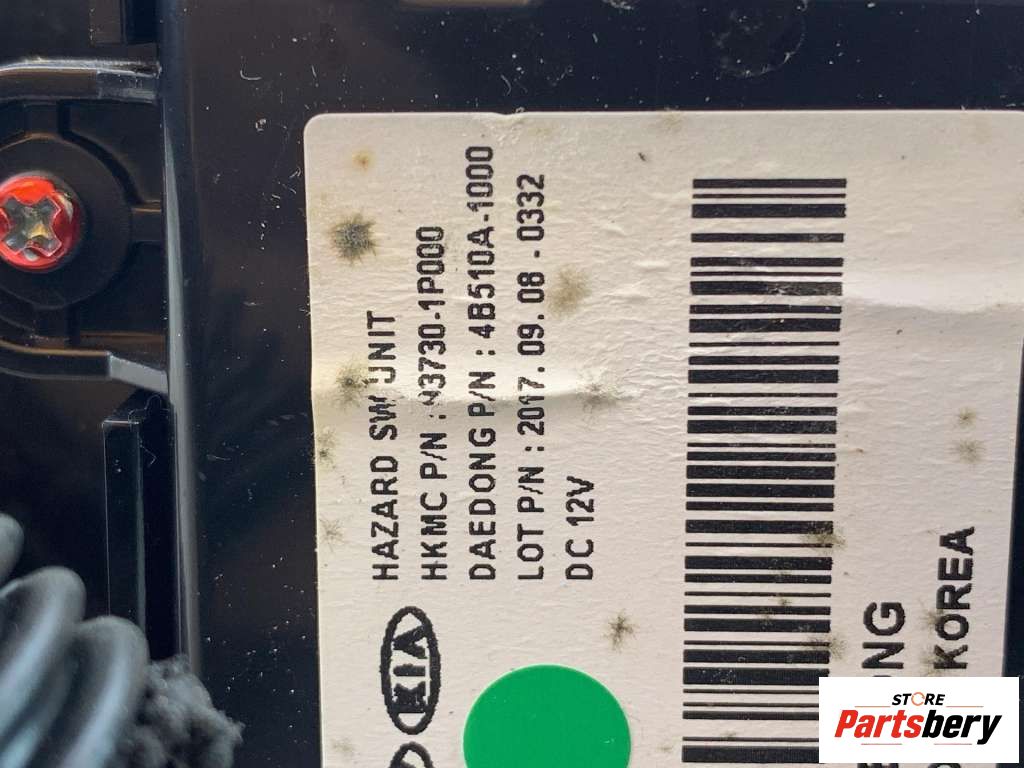 HAZARD SW UNIT
HKMC P/N : 93730-1P000
DAEDONG P/N : 4B510A-1000
LOT P/N : 2017. 09. 08 - 0332
DC 12V
KIA
KOREA
STORE
Partsbery